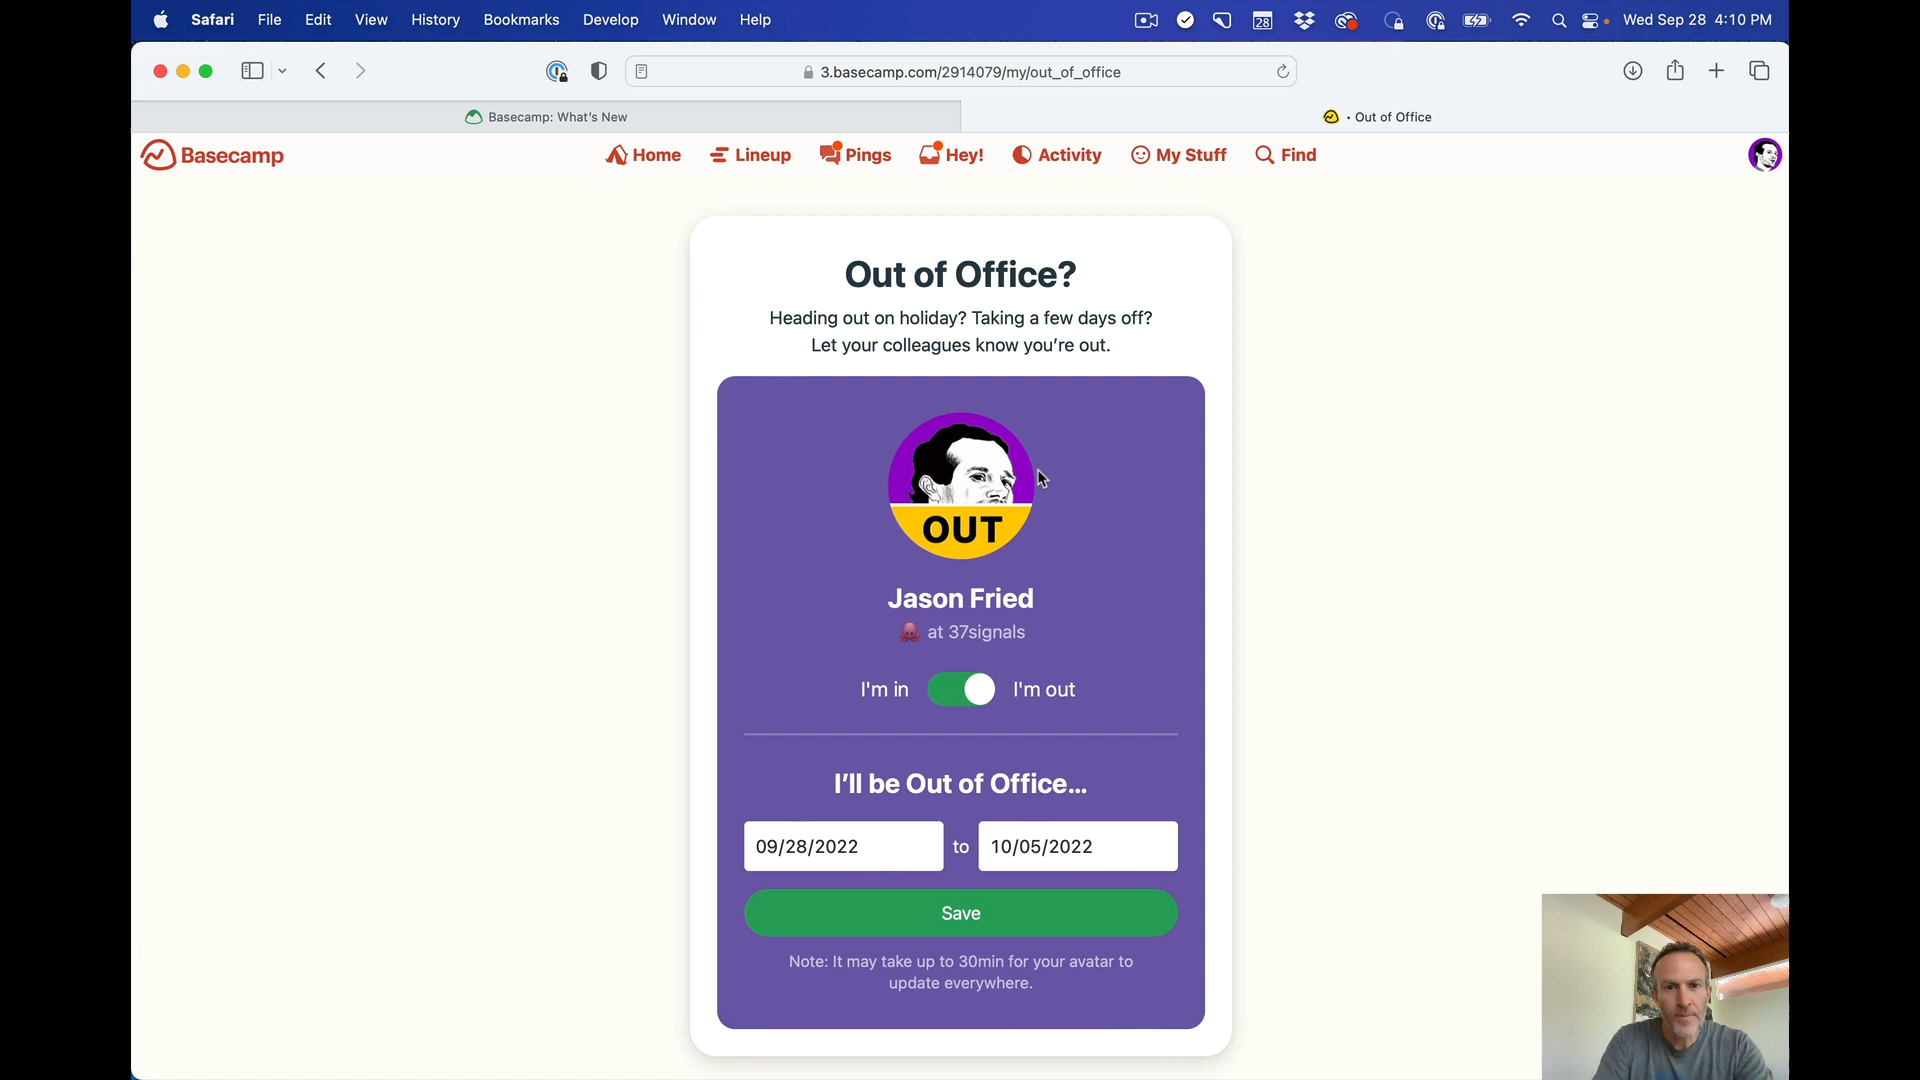 Safari File Edit View History Bookmarks Develop Window Help 28 Wed Sep 28 4:10 PM
3.basecamp.com/2914079/my/out_of_office
Basecamp: What's New
• Out of Office
Basecamp Home Lineup Pings Hey! Activity My Stuff Find
Out of Office?
Heading out on holiday? Taking a few days off?
Let your colleagues know you're out.
OUT
Jason Fried
at 37signals
I'm in I'm out
I'll be Out of Office...
09/28/2022 to 10/05/2022
Save
Note: It may take up to 30min for your avatar to
update everywhere.